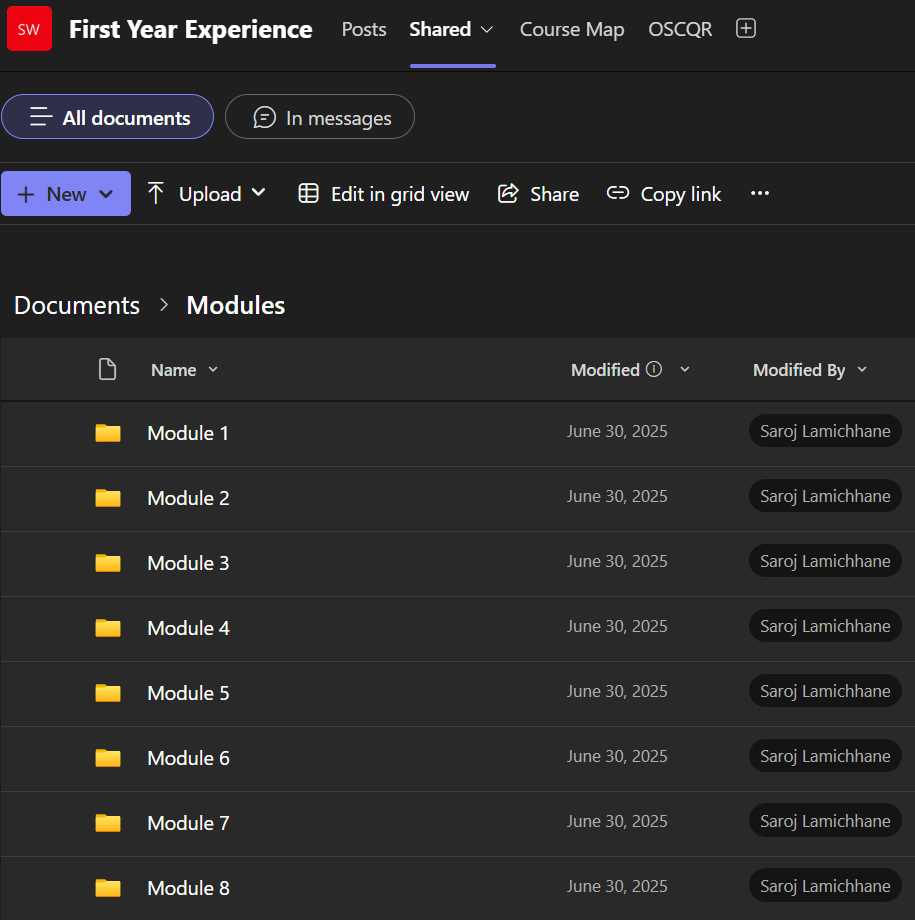 SW First Year Experience Posts Shared Course Map OSCQR
All documents In messages
New Upload Edit in grid view Share Copy link ...
Documents > Modules
Name Modified Modified By
Module 1 June 30, 2025 Saroj Lamichhane
Module 2 June 30, 2025 Saroj Lamichhane
Module 3 June 30, 2025 Saroj Lamichhane
Module 4 June 30, 2025 Saroj Lamichhane
Module 5 June 30, 2025 Saroj Lamichhane
Module 6 June 30, 2025 Saroj Lamichhane
Module 7 June 30, 2025 Saroj Lamichhane
Module 8 June 30, 2025 Saroj Lamichhane